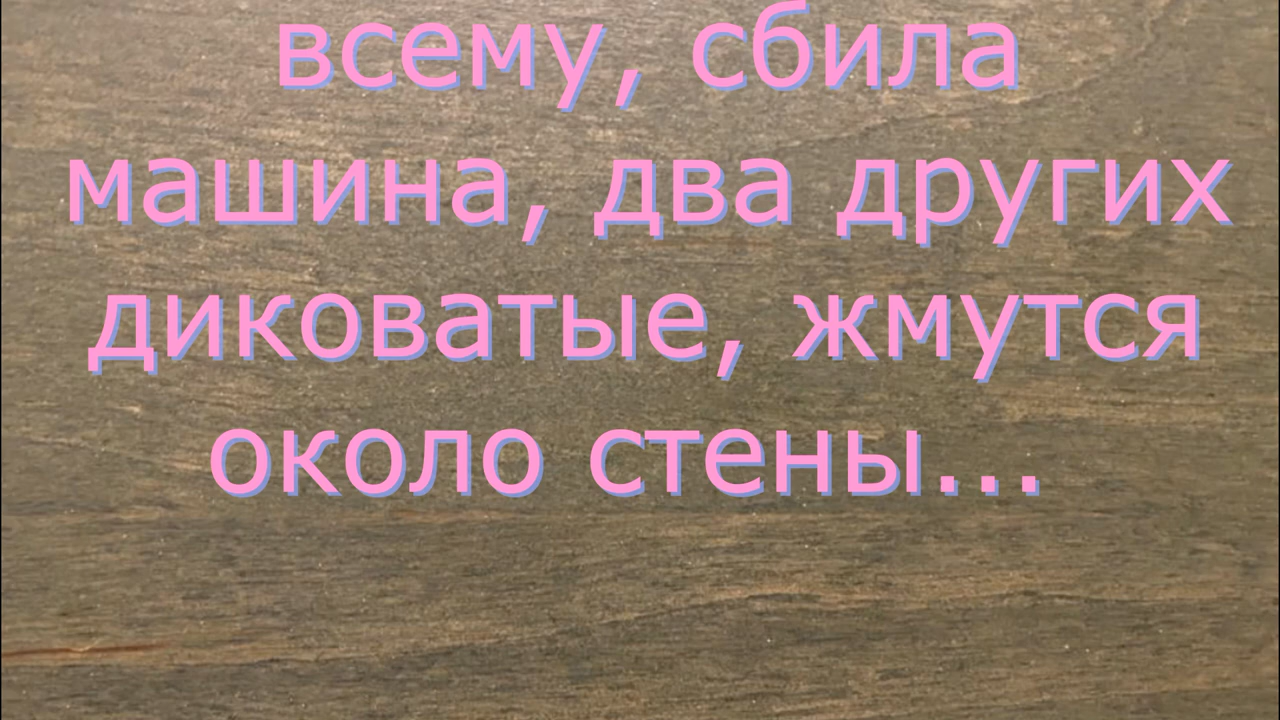 всему, сбила
машина, два других
диковатые, жмутся
около стены...